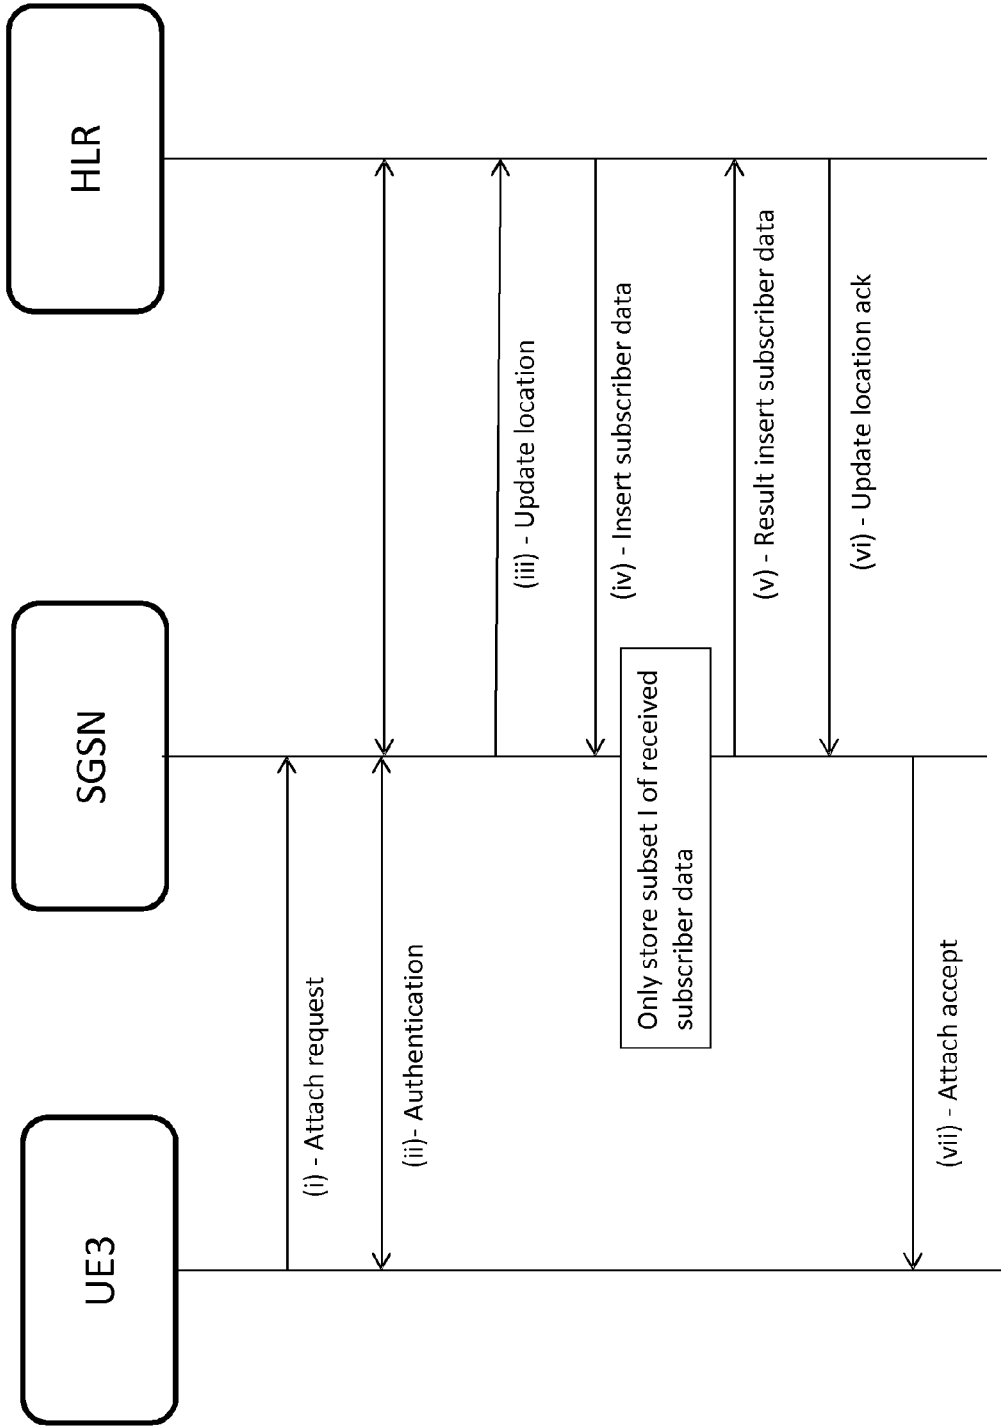 UE3
SGSN
HLR
(i) - Attach request
(ii)- Authentication
(iii) - Update location
(iv) - Insert subscriber data
Only store subset I of received
subscriber data
(v) - Result insert subscriber data
(vi) - Update location ack
(vii) - Attach accept